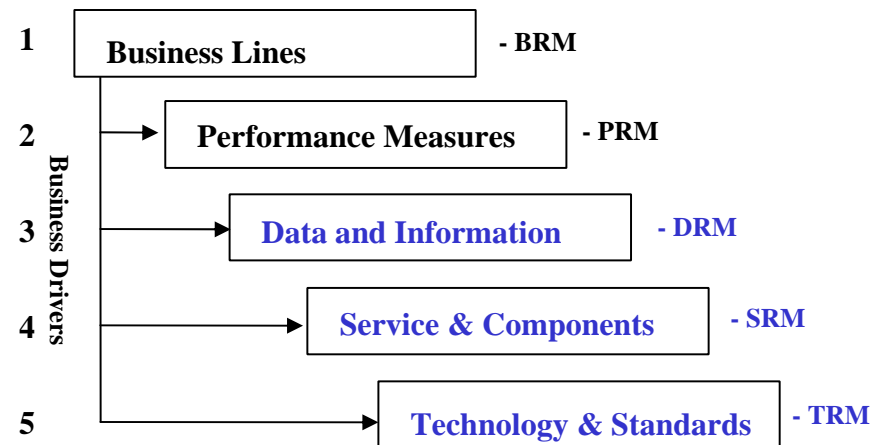 1 Business Lines - BRM
2 Performance Measures - PRM
Business Drivers
3 Data and Information - DRM
4 Service & Components - SRM
5 Technology & Standards - TRM